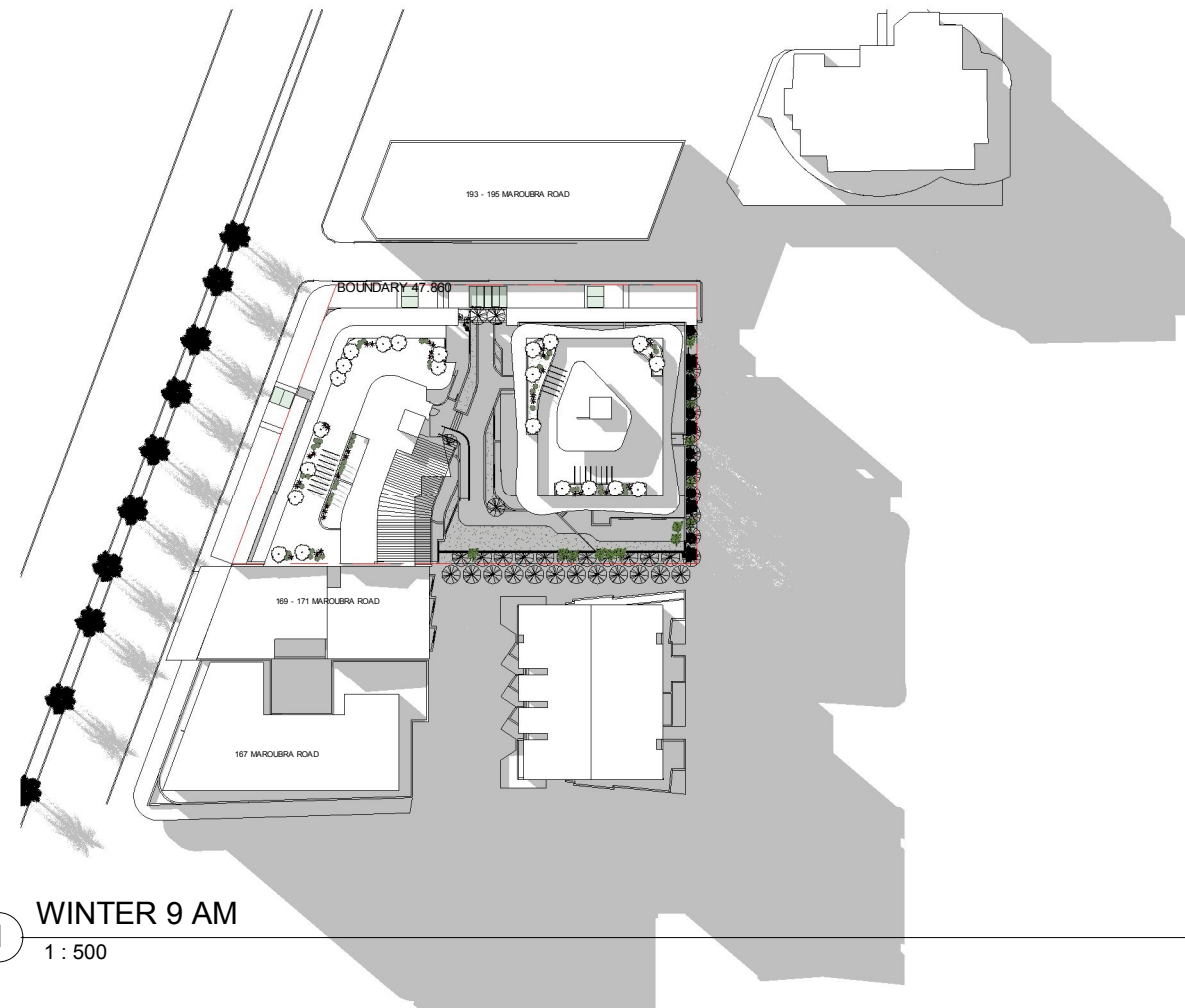 193 - 195 MAROUBRA ROAD
BOUNDARY 47.860
169 - 171 MAROUBRA ROAD
167 MAROUBRA ROAD
WINTER 9 AM
1 : 500